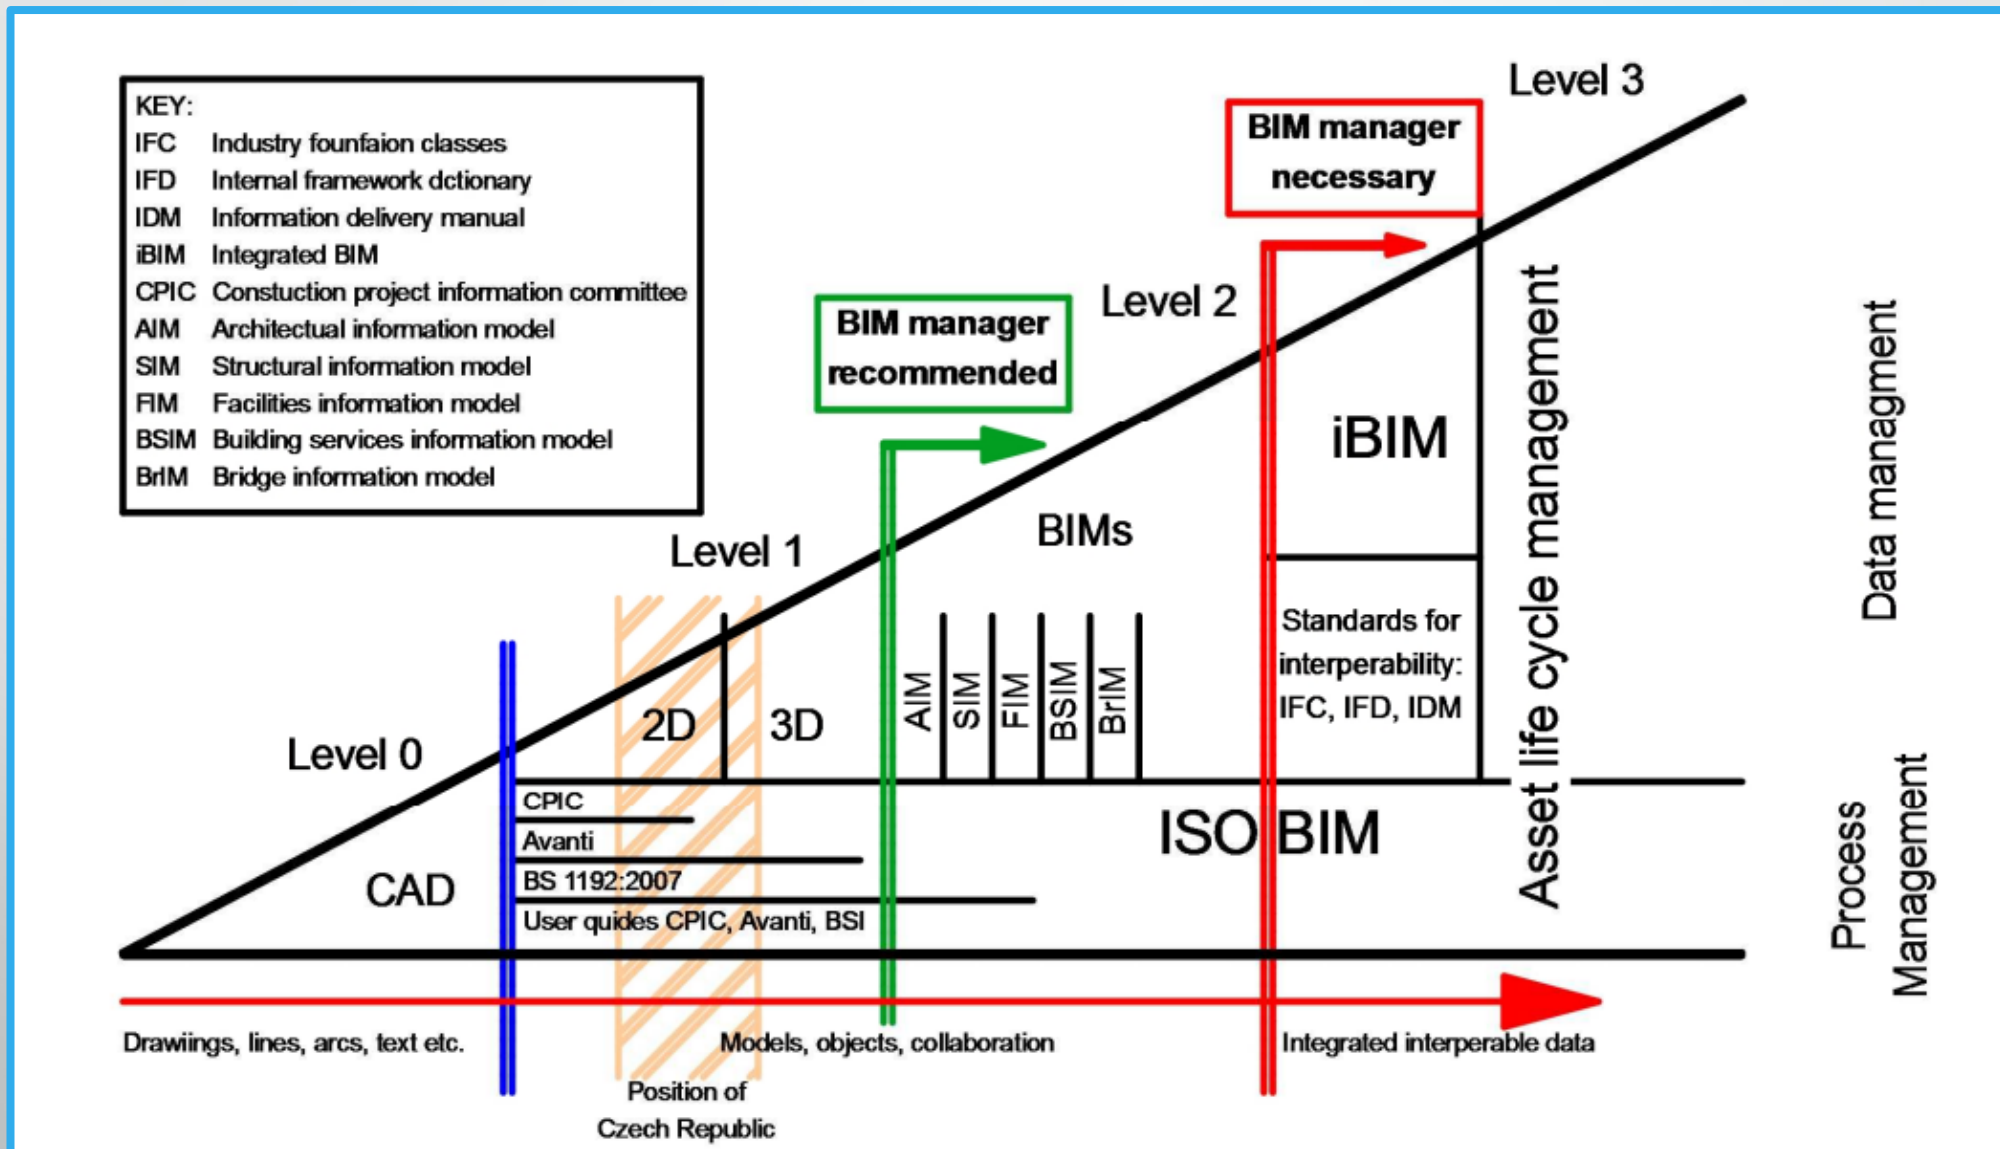 KEY:
IFC Industry founfaion classes
IFD Internal framework dctionary
IDM Information delivery manual
iBIM Integrated BIM
CPIC Constuction project information committee
AIM Architectual information model
SIM Structural information model
FIM Facilities information model
BSIM Building services information model
BrIM Bridge information model
Level 3
BIM manager
necessary
Level 2
BIM manager
recommended
Level 1
Level 0
iBIM
BIMs
Standards for
interperability:
IFC, IFD, IDM
2D
3D
AIM
SIM
FIM
BSIM
BrIM
Asset life cycle management
Data managment
Process
Management
CPIC
Avanti
BS 1192:2007
User quides CPIC, Avanti, BSI
CAD
ISO BIM
Drawiings, lines, arcs, text etc.
Models, objects, collaboration
Integrated interperable data
Position of
Czech Republic